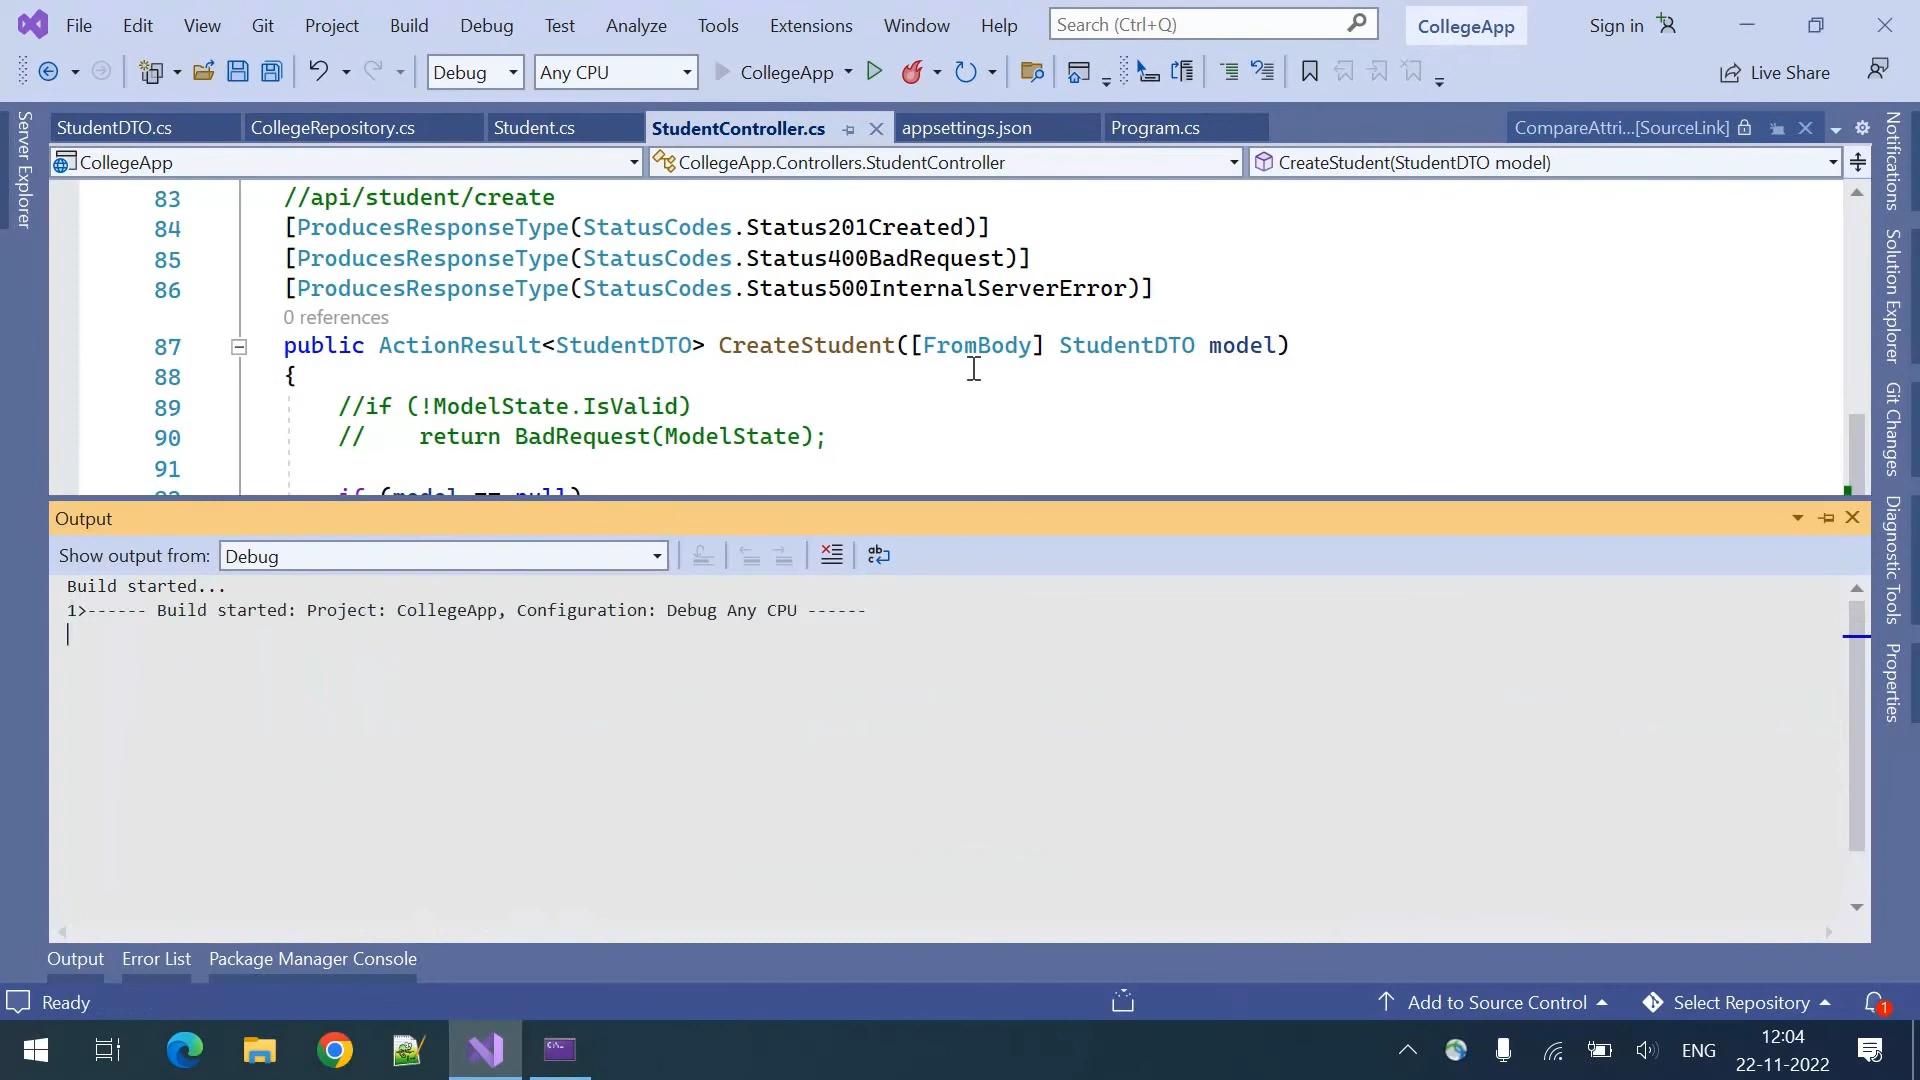 File Edit View Git Project Build Debug Test Analyze Tools Extensions Window Help Search (Ctrl+Q) CollegeApp Sign in
Debug Any CPU CollegeApp Live Share
StudentDTO.cs CollegeRepository.cs Student.cs StudentController.cs appsettings.json Program.cs CompareAttri...[SourceLink]
CollegeApp CollegeApp.Controllers.StudentController CreateStudent(StudentDTO model)
Server Explorer
83 //api/student/create
84 [ProducesResponseType(StatusCodes.Status201Created)]
85 [ProducesResponseType(StatusCodes.Status400BadRequest)]
86 [ProducesResponseType(StatusCodes.Status500InternalServerError)]
0 references
87 public ActionResult<StudentDTO> CreateStudent([FromBody] StudentDTO model)
88 {
89 //if (!ModelState.IsValid)
90 // return BadRequest(ModelState);
91
92 if (model == null)
Notifications
Solution Explorer
Git Changes
Diagnostic Tools
Properties
Output
Show output from: Debug
Build started...
1>------ Build started: Project: CollegeApp, Configuration: Debug Any CPU ------
Output Error List Package Manager Console
Ready Add to Source Control Select Repository 1
ENG 12:04
22-11-2022